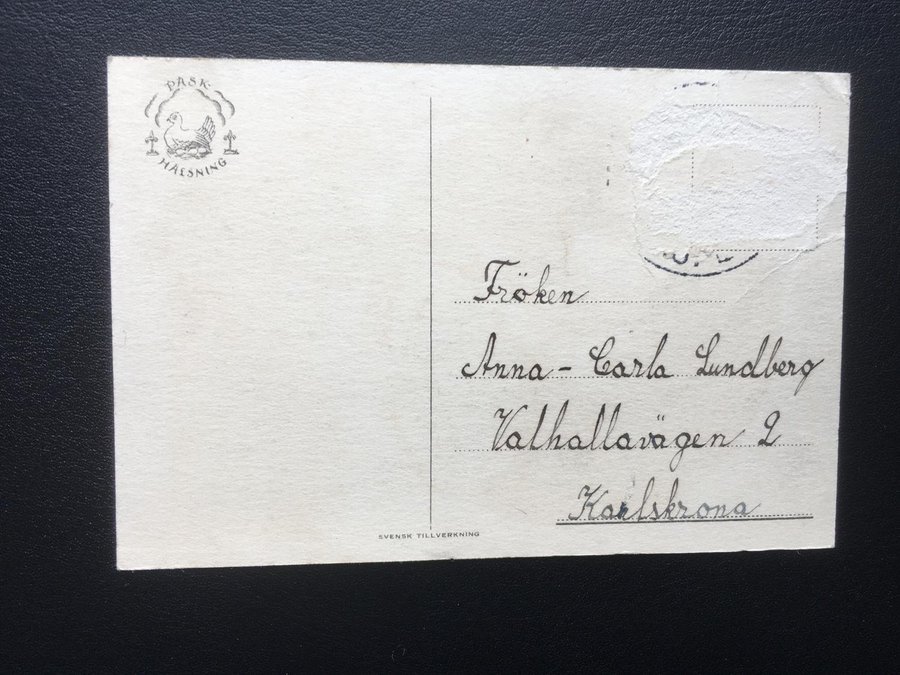 PÅSK
HÄLSNING
Fröken
Anna-Carla Lundberg
Valhallavägen 2
Karlskrona
SVENSK TILLVERKNING